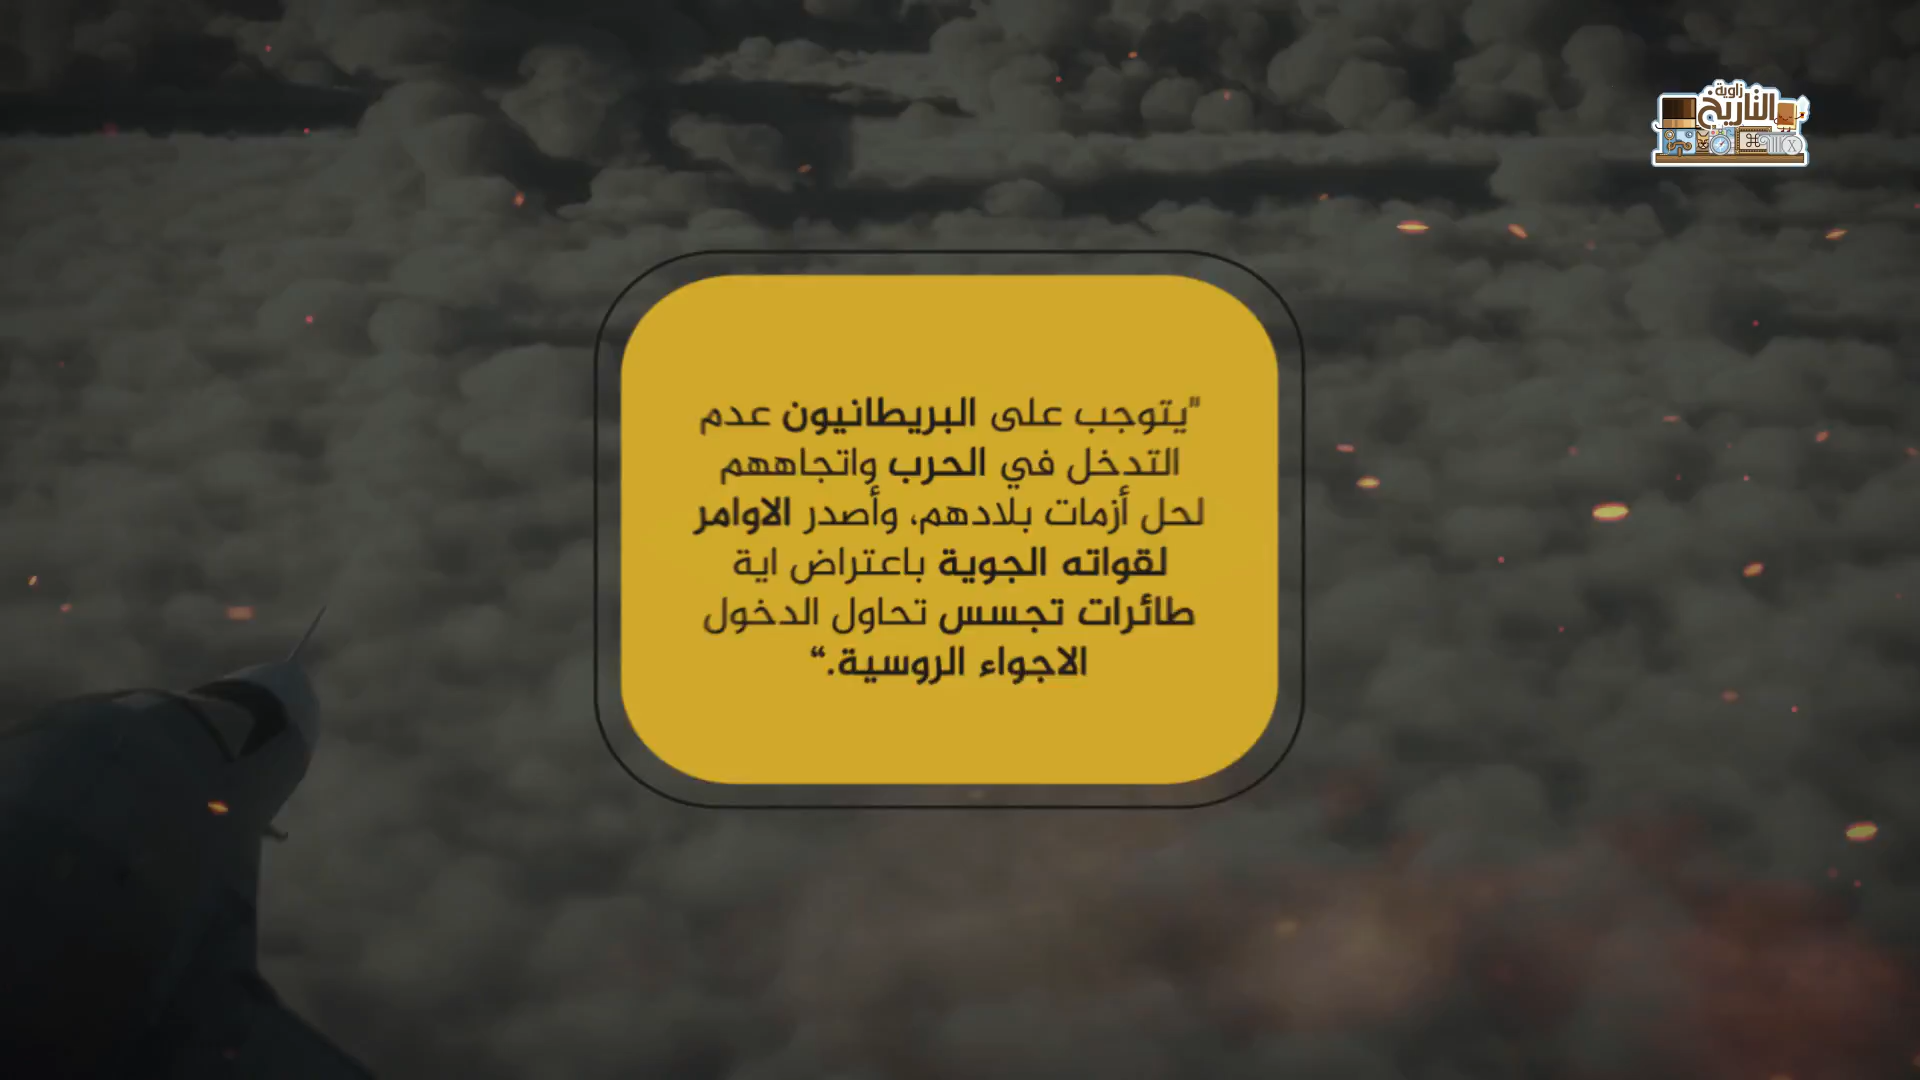 زاوية
التاريخ
"يتوجب على البريطانيون عدم
التدخل في الحرب واتجاههم
لحل أزمات بلادهم، وأصدر الاوامر
لقواته الجوية باعتراض اية
طائرات تجسس تحاول الدخول
الاجواء الروسية.“